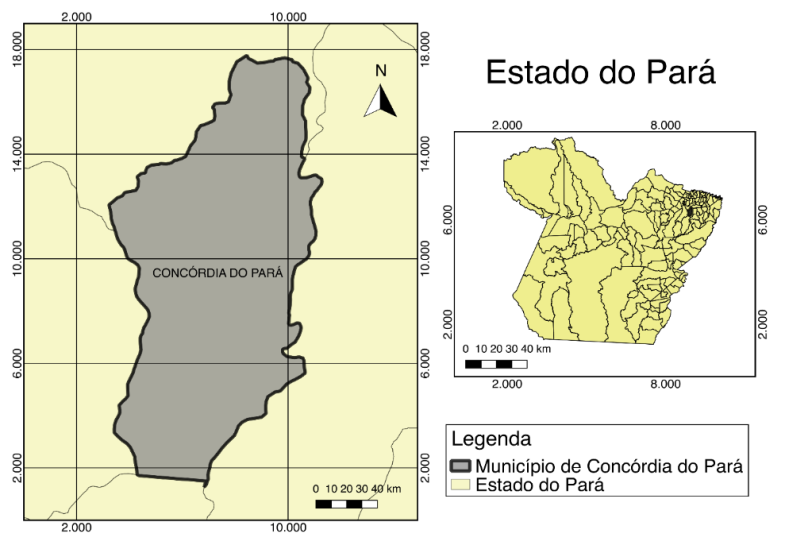 2.000 10.000
18.000 18.000
N
14.000 14.000
10.000 10.000
CONCÓRDIA DO PARÁ
6.000 6.000
2.000 2.000
0 10 20 30 40 km
2.000 10.000
Estado do Pará
2.000 8.000
6.000 6.000
2.000 2.000
0 10 20 30 40 km
2.000 8.000
Legenda
Município de Concórdia do Pará
Estado do Pará